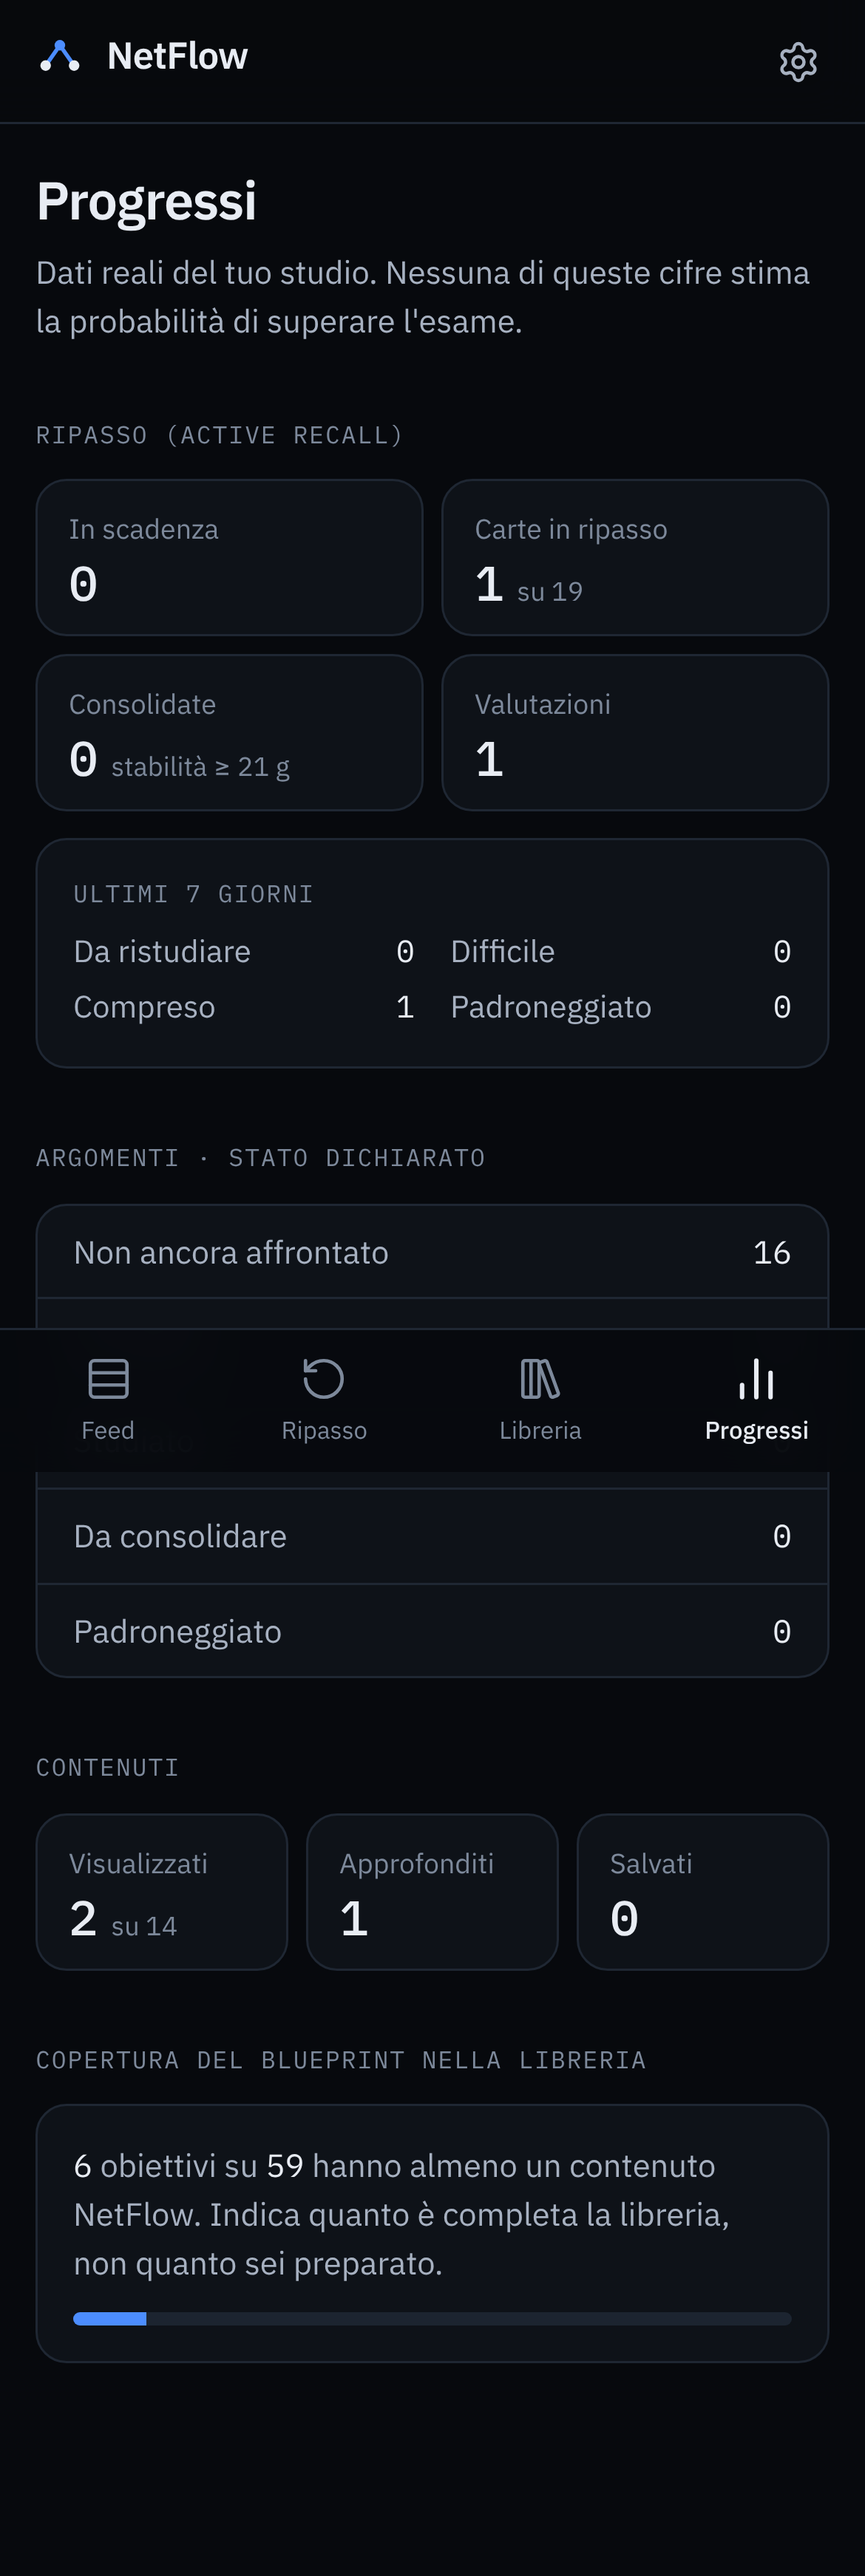 NetFlow
Progressi
Dati reali del tuo studio. Nessuna di queste cifre stima
la probabilità di superare l'esame.
RIPASSO (ACTIVE RECALL)
In scadenza
0
Carte in ripasso
1 su 19
Consolidate
0 stabilità ≥ 21 g
Valutazioni
1
ULTIMI 7 GIORNI
Da ristudiare 0 Difficile 0
Compreso 1 Padroneggiato 0
ARGOMENTI · STATO DICHIARATO
Non ancora affrontato 16
Feed Ripasso Libreria Progressi
Da consolidare 0
Padroneggiato 0
CONTENUTI
Visualizzati
2 su 14
Approfonditi
1
Salvati
0
COPERTURA DEL BLUEPRINT NELLA LIBRERIA
6 obiettivi su 59 hanno almeno un contenuto
NetFlow. Indica quanto è completa la libreria,
non quanto sei preparato.